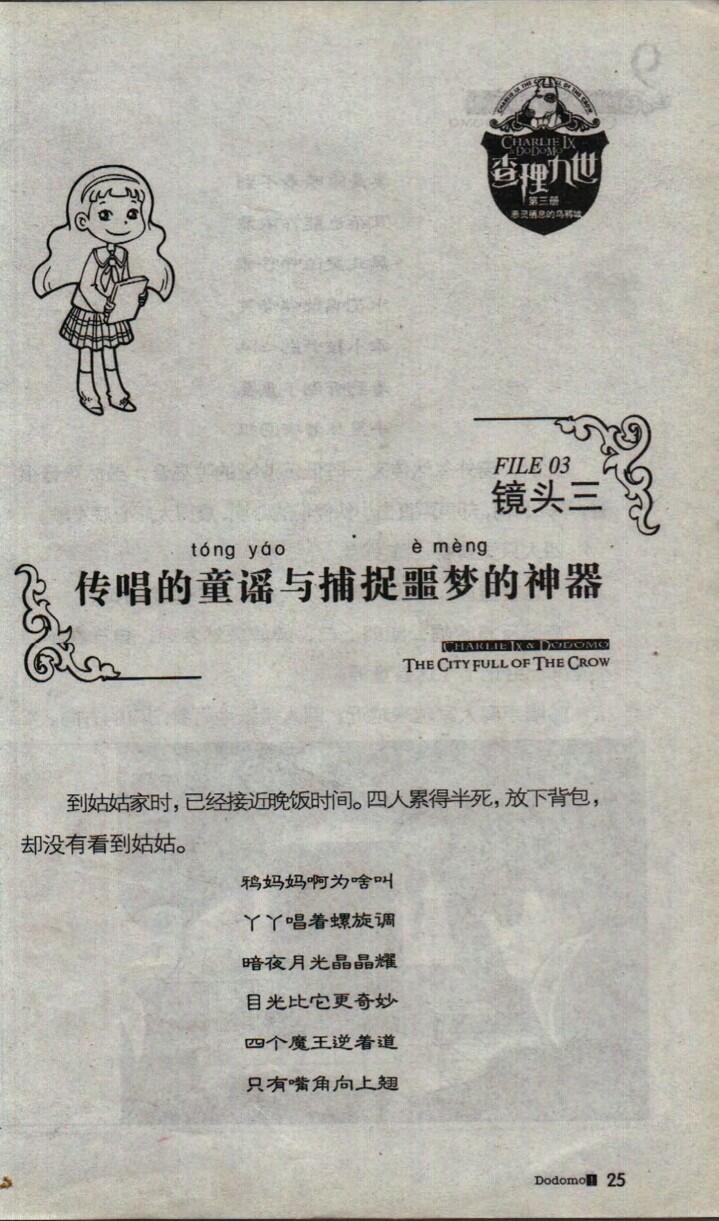 CHARLIE IX
& DODOMO
查理九世
第三册
恶灵栖息的乌鸦城
FILE 03
镜头三
tóng yáo è mèng
传唱的童谣与捕捉噩梦的神器
CHARLIE IX & DODOMO
THE CITY FULL OF THE CROW
到姑姑家时，已经接近晚饭时间。四人累得半死，放下背包，
却没有看到姑姑。
鸦妈妈啊为啥叫
丫丫唱着螺旋调
暗夜月光晶晶耀
目光比它更奇妙
四个魔王逆着道
只有嘴角向上翘
Dodomo 1 25